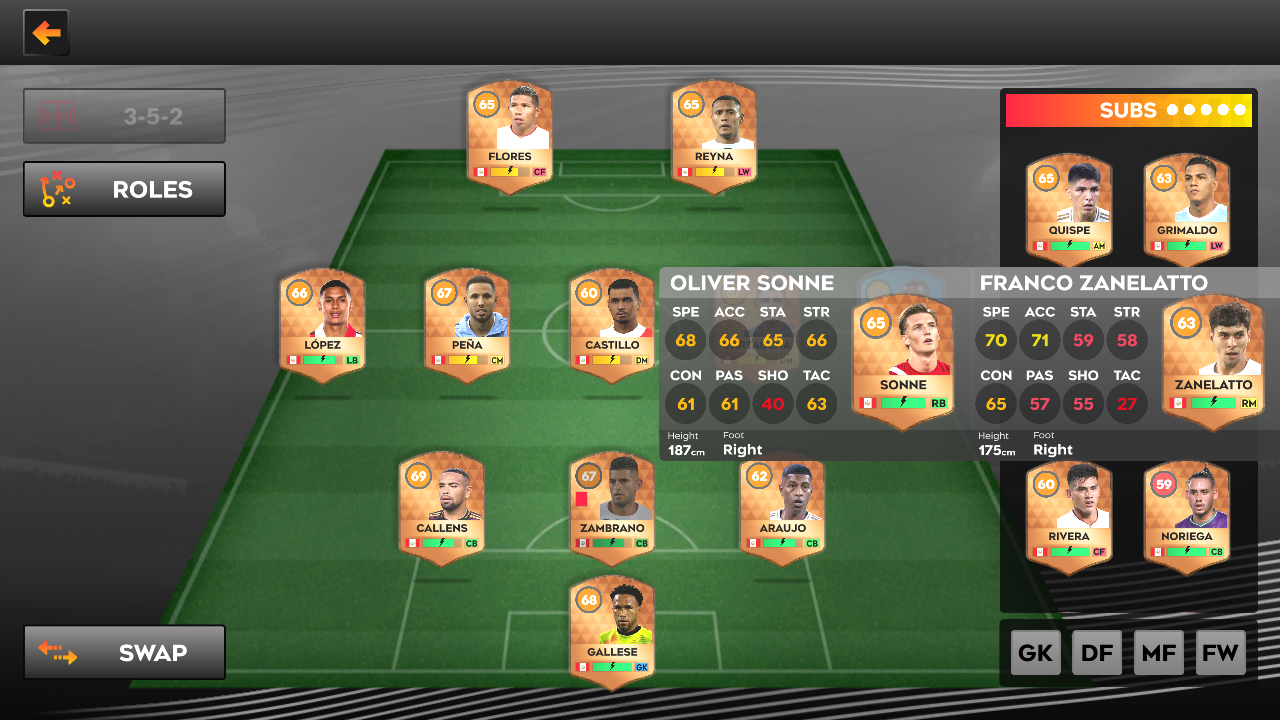 3-5-2
ROLES
SWAP
65
FLORES
CF
65
REYNA
LW
SUBS
65
QUISPE
AM
63
GRIMALDO
LW
66
LÓPEZ
LB
67
PEÑA
CM
60
CASTILLO
DM
OLIVER SONNE
SPE ACC STA STR
68 66 65 66
CON PAS SHO TAC
61 61 40 63
Height Foot
187cm Right
65
SONNE
RB
FRANCO ZANELATTO
SPE ACC STA STR
70 71 59 58
CON PAS SHO TAC
65 57 55 27
Height Foot
175cm Right
63
ZANELATTO
RM
69
CALLENS
CB
67
ZAMBRANO
CB
62
ARAUJO
CB
60
RIVERA
CF
59
NORIEGA
CB
68
GALLESE
GK
GK DF MF FW